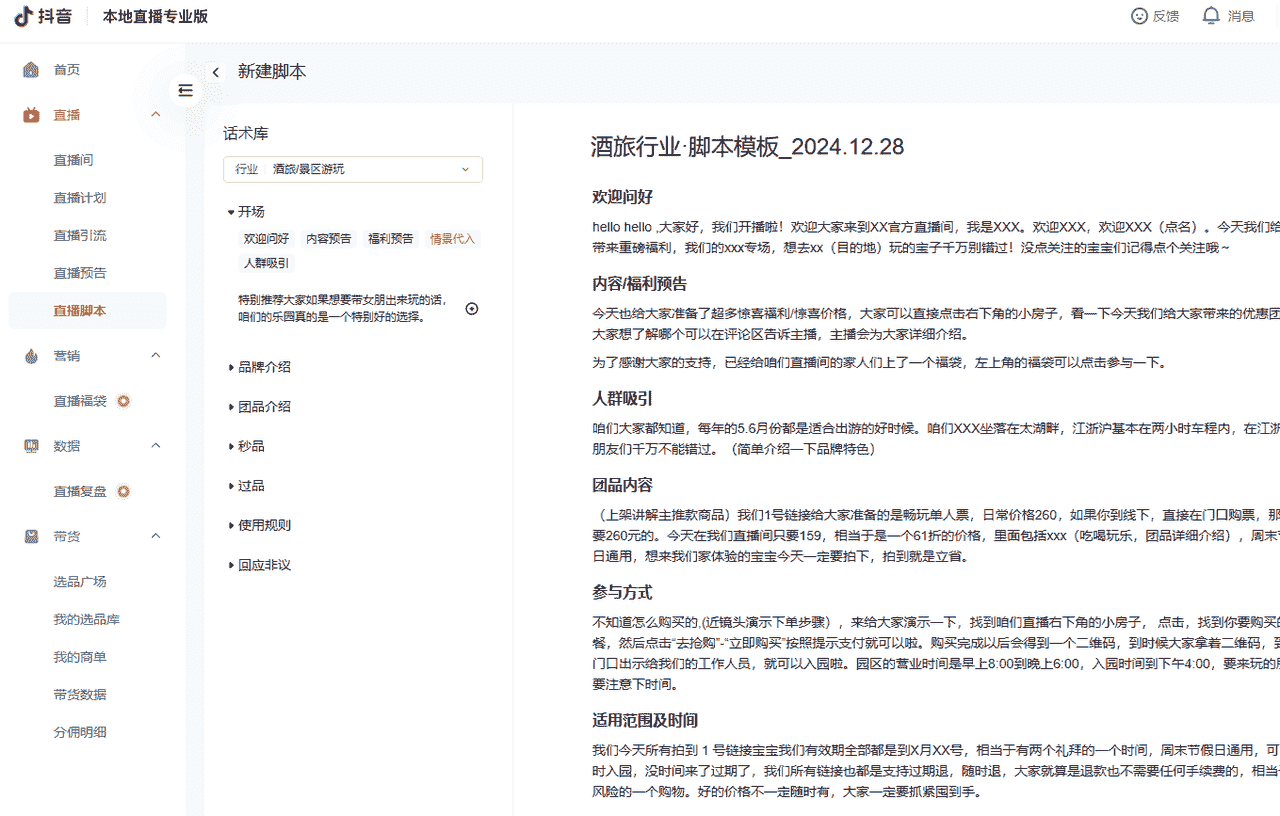 抖音
本地直播专业版
反馈
消息
首页
直播
直播间
直播计划
直播引流
直播预告
直播脚本
营销
直播福袋
数据
直播复盘
带货
选品广场
我的选品库
我的商单
带货数据
分佣明细
新建脚本
话术库
行业 酒旅/景区游玩
开场
欢迎问好 内容预告 福利预告 情景代入
人群吸引
特别推荐大家如果想要带女朋出来玩的话，
咱们的乐园真的是一个特别好的选择。
品牌介绍
团品介绍
秒品
过品
使用规则
回应非议
酒旅行业·脚本模板_2024.12.28
欢迎问好
hello hello ,大家好，我们开播啦！欢迎大家来到XX官方直播间，我是XXX。欢迎XXX，欢迎XXX（点名）。今天我们给
带来重磅福利，我们的xxx专场，想去xx（目的地）玩的宝子千万别错过！没点关注的宝宝们记得点个关注哦～
内容/福利预告
今天也给大家准备了超多惊喜福利/惊喜价格，大家可以直接点击右下角的小房子，看一下今天我们给大家带来的优惠团
大家想了解哪个可以在评论区告诉主播，主播会为大家详细介绍。
为了感谢大家的支持，已经给咱们直播间的家人们上了一个福袋，左上角的福袋可以点击参与一下。
人群吸引
咱们大家都知道，每年的5.6月份都是适合出游的好时候。咱们XXX坐落在太湖畔，江浙沪基本在两小时车程内，在江浙
朋友们千万不能错过。（简单介绍一下品牌特色）
团品内容
（上架讲解主推款商品）我们1号链接给大家准备的是畅玩单人票，日常价格260，如果你到线下，直接在门口购票，那
要260元的。今天在我们直播间只要159，相当于是一个61折的价格，里面包括xxx（吃喝玩乐，团品详细介绍），周末节
日通用，想来我们家体验的宝宝今天一定要拍下，拍到就是立省。
参与方式
不知道怎么购买的,(近镜头演示下单步骤），来给大家演示一下，找到咱们直播右下角的小房子， 点击，找到你要购买的
餐，然后点击“去抢购”-“立即购买”按照提示支付就可以啦。购买完成以后会得到一个二维码，到时候大家拿着二维码，到
门口出示给我们的工作人员，就可以入园啦。园区的营业时间是早上8:00到晚上6:00，入园时间到下午4:00，要来玩的朋
要注意下时间。
适用范围及时间
我们今天所有拍到 1 号链接宝宝我们有效期全部都是到X月XX号，相当于有两个礼拜的一个时间，周末节假日通用，可
时入园，没时间来了过期了，我们所有链接也都是支持过期退，随时退，大家就算是退款也不需要任何手续费的，相当于
风险的一个购物。好的价格不一定随时有，大家一定要抓紧囤到手。